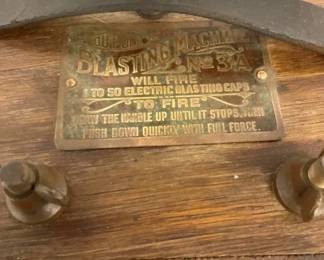 BLASTING MACHINE
No 3A
WILL FIRE
1 TO 50 ELECTRIC BLASTING CAPS
TO FIRE
THE HANDLE UP UNTIL IT STOPS, THEN
PUSH DOWN QUICKLY WITH FULL FORCE.